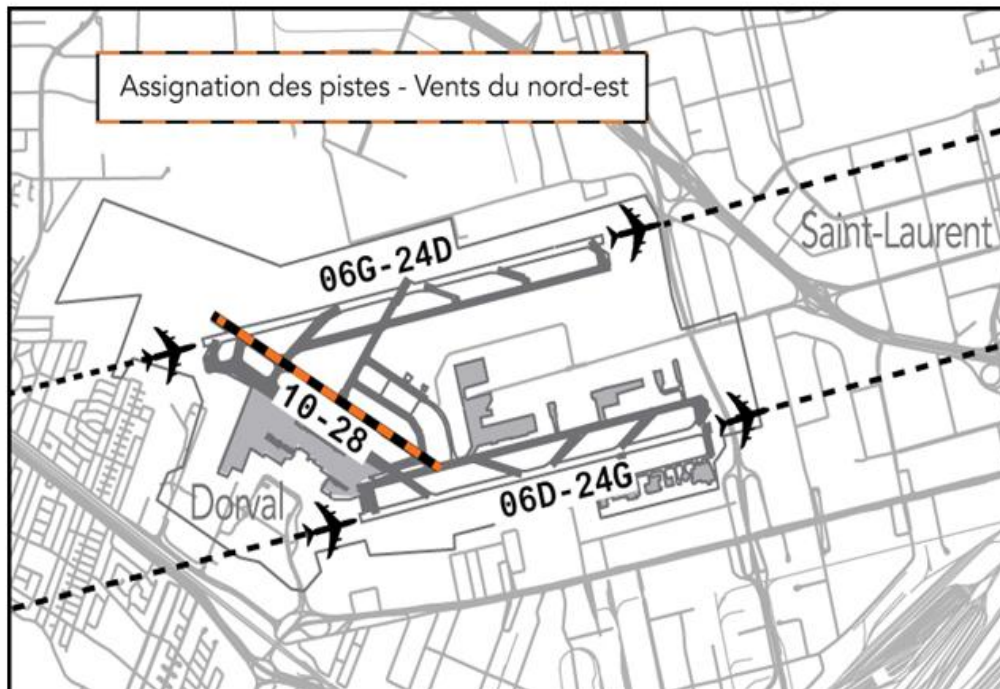 Assignation des pistes - Vents du nord-est
Saint-Laurent
06G-24D
10-28
Dorval
06D-24G